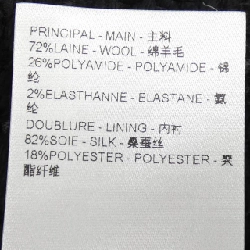 PRINCIPAL - MAIN - 主料
72%LAINE - WOOL - 绵羊毛
26%POLYAMIDE - POLYAMIDE - 锦
纶
2%ELASTHANNE - ELASTANE - 氨
纶
DOUBLURE - LINING - 内衬
82%SOIE - SILK - 桑蚕丝
18%POLYESTER - POLYESTER - 聚
酯纤维